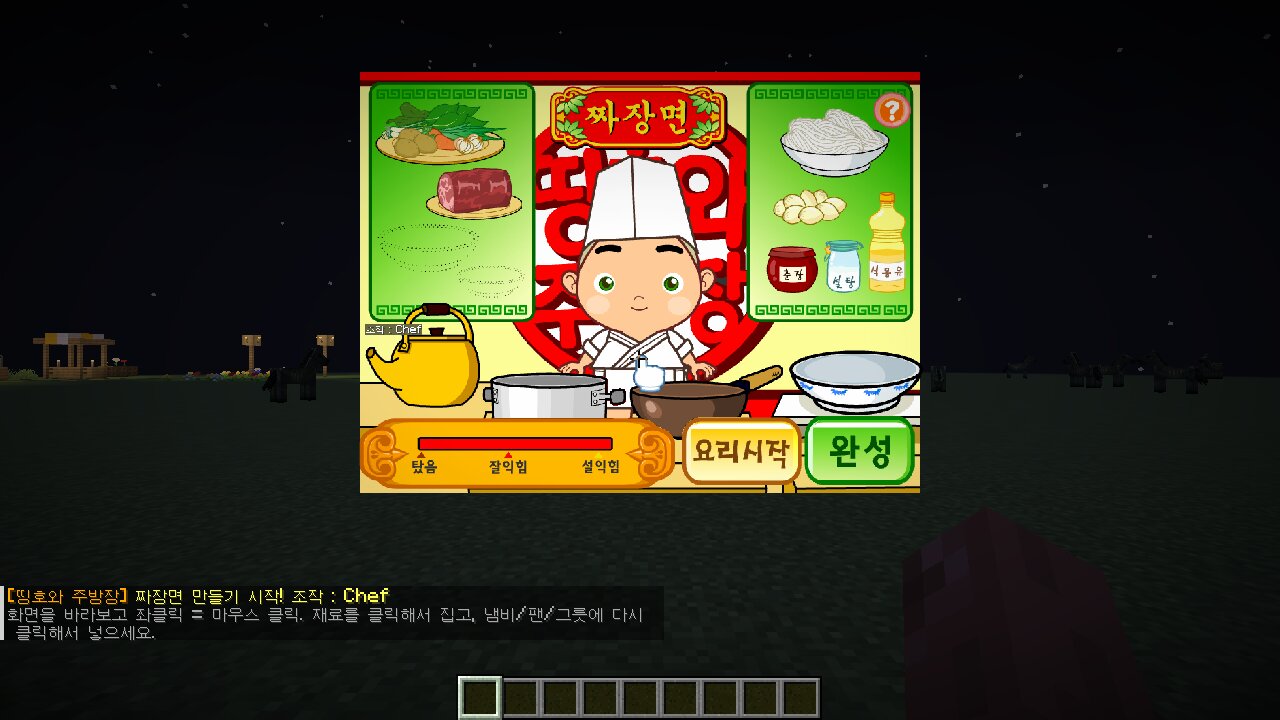 짜장면
?
띵호와
주방장
춘장
설탕
식용유
조작 : Chef
탔음
잘익힘
설익힘
요리시작
완성
[띵호와 주방장] 짜장면 만들기 시작! 조작 : Chef
화면을 바라보고 좌클릭 = 마우스 클릭. 재료를 클릭해서 집고, 냄비/팬/그릇에 다시
클릭해서 넣으세요.